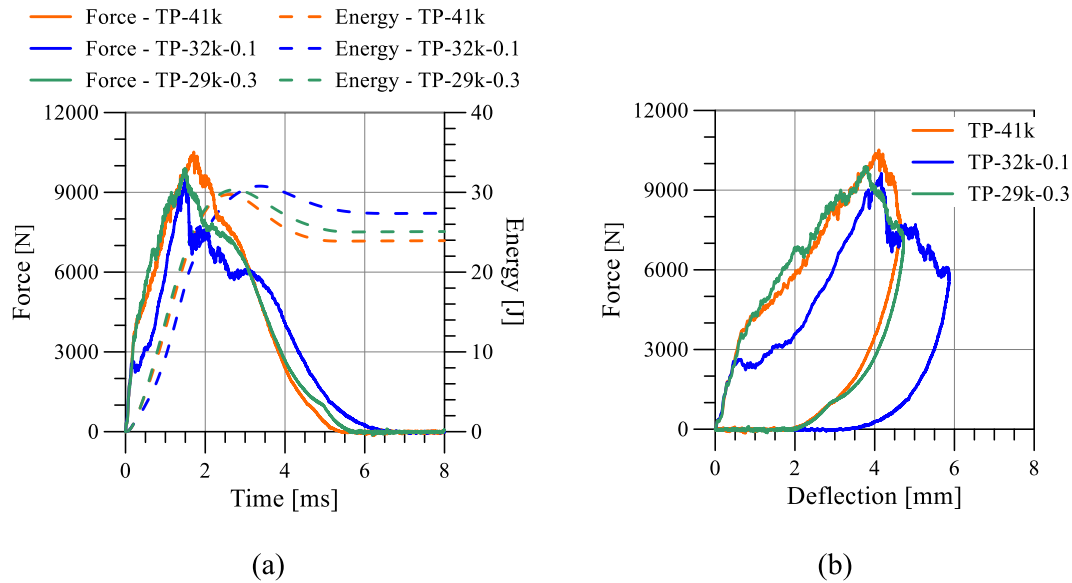 Force - TP-41k Energy - TP-41k
Force - TP-32k-0.1 Energy - TP-32k-0.1
Force - TP-29k-0.3 Energy - TP-29k-0.3
12000
9000
6000
3000
0
Force [N]
40
30
20
10
0
Energy [J]
0 2 4 6 8
Time [ms]
(a)
12000
9000
6000
3000
0
Force [N]
TP-41k
TP-32k-0.1
TP-29k-0.3
0 2 4 6 8
Deflection [mm]
(b)